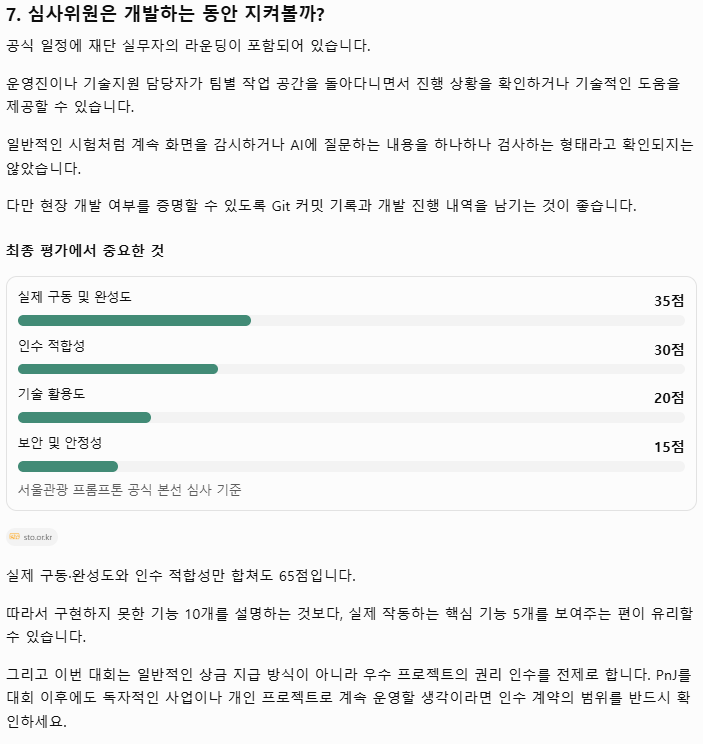 7. 심사위원은 개발하는 동안 지켜볼까?
공식 일정에 재단 실무자의 라운딩이 포함되어 있습니다.
운영진이나 기술지원 담당자가 팀별 작업 공간을 돌아다니면서 진행 상황을 확인하거나 기술적인 도움을
제공할 수 있습니다.
일반적인 시험처럼 계속 화면을 감시하거나 AI에 질문하는 내용을 하나하나 검사하는 형태라고 확인되지는
않았습니다.
다만 현장 개발 여부를 증명할 수 있도록 Git 커밋 기록과 개발 진행 내역을 남기는 것이 좋습니다.
최종 평가에서 중요한 것
실제 구동 및 완성도
35점
인수 적합성
30점
기술 활용도
20점
보안 및 안정성
15점
서울관광 프롬프톤 공식 본선 심사 기준
sto.or.kr
실제 구동·완성도와 인수 적합성만 합쳐도 65점입니다.
따라서 구현하지 못한 기능 10개를 설명하는 것보다, 실제 작동하는 핵심 기능 5개를 보여주는 편이 유리할
수 있습니다.
그리고 이번 대회는 일반적인 상금 지급 방식이 아니라 우수 프로젝트의 권리 인수를 전제로 합니다. PnJ를
대회 이후에도 독자적인 사업이나 개인 프로젝트로 계속 운영할 생각이라면 인수 계약의 범위를 반드시 확
인하세요.